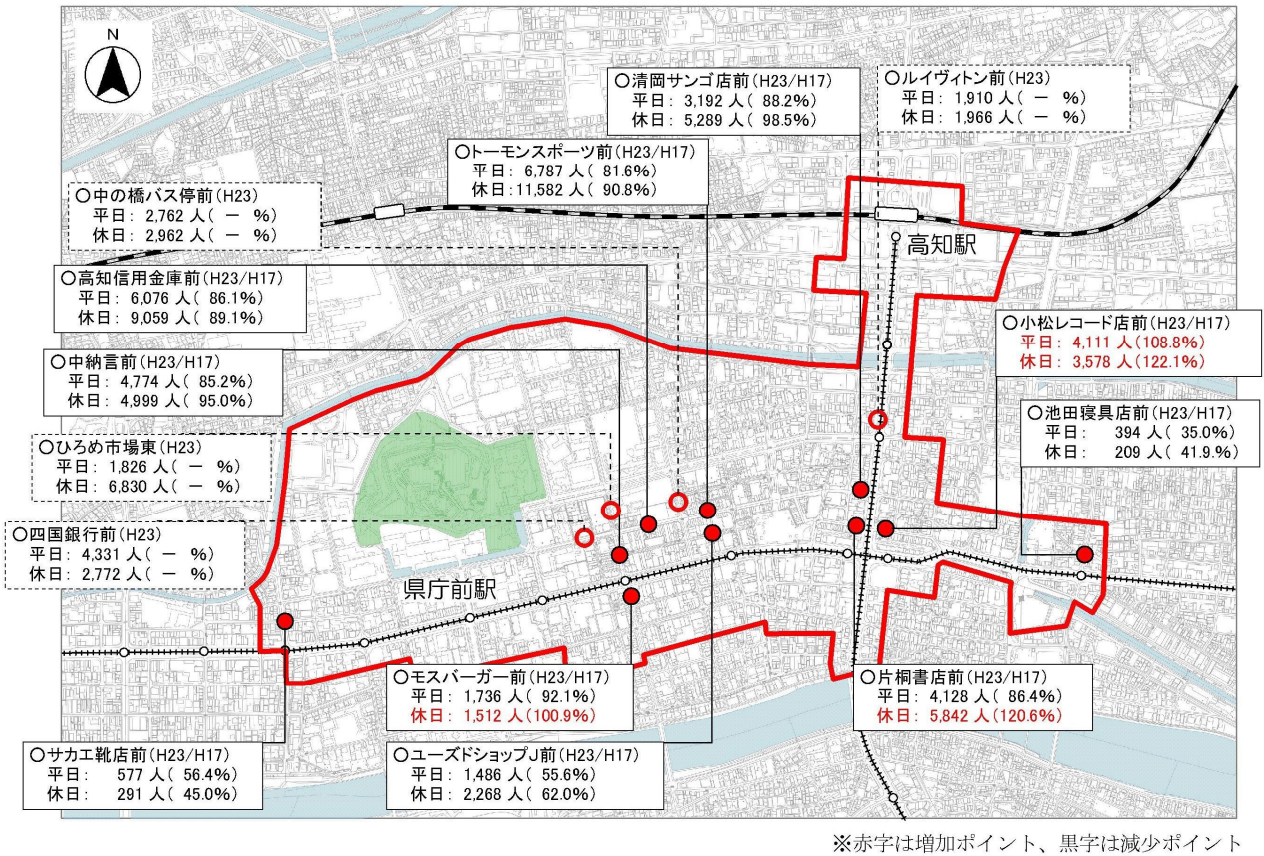 N
○清岡サンゴ店前(H23/H17)
平日: 3,192 人( 88.2%)
休日: 5,289 人( 98.5%)
○ルイヴィトン前(H23)
平日: 1,910 人( － %)
休日: 1,966 人( － %)
○トーモンスポーツ前(H23/H17)
平日: 6,787 人( 81.6%)
休日:11,582 人( 90.8%)
○中の橋バス停前(H23)
平日: 2,762 人( － %)
休日: 2,962 人( － %)
高知駅
○高知信用金庫前(H23/H17)
平日: 6,076 人( 86.1%)
休日: 9,059 人( 89.1%)
○小松レコード店前(H23/H17)
平日: 4,111 人(108.8%)
休日: 3,578 人(122.1%)
○中納言前(H23/H17)
平日: 4,774 人( 85.2%)
休日: 4,999 人( 95.0%)
○池田寝具店前(H23/H17)
平日: 394 人( 35.0%)
休日: 209 人( 41.9.%)
○ひろめ市場東(H23)
平日: 1,826 人( － %)
休日: 6,830 人( － %)
○四国銀行前(H23)
平日: 4,331 人( － %)
休日: 2,772 人( － %)
県庁前駅
○モスバーガー前(H23/H17)
平日: 1,736 人( 92.1%)
休日: 1,512 人(100.9%)
○片桐書店前(H23/H17)
平日: 4,128 人( 86.4%)
休日: 5,842 人(120.6%)
○サカエ靴店前(H23/H17)
平日: 577 人( 56.4%)
休日: 291 人( 45.0%)
○ユーズドショップJ前(H23/H17)
平日: 1,486 人( 55.6%)
休日: 2,268 人( 62.0%)
※赤字は増加ポイント、黒字は減少ポイント